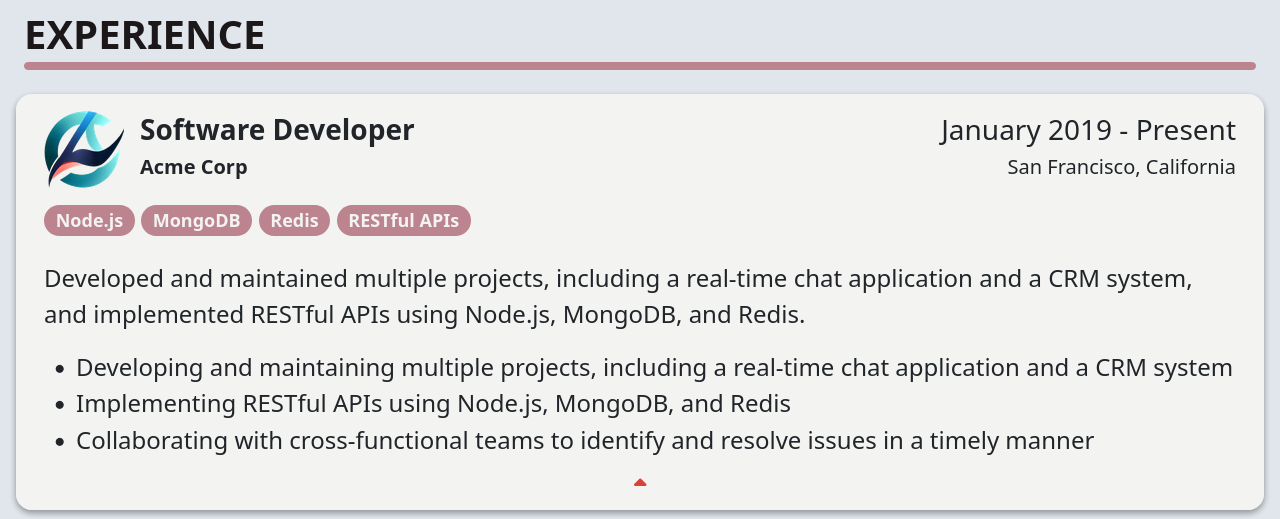 EXPERIENCE
Software Developer
January 2019 - Present
Acme Corp
San Francisco, California
Node.js MongoDB Redis RESTful APIs
Developed and maintained multiple projects, including a real-time chat application and a CRM system,
and implemented RESTful APIs using Node.js, MongoDB, and Redis.
• Developing and maintaining multiple projects, including a real-time chat application and a CRM system
• Implementing RESTful APIs using Node.js, MongoDB, and Redis
• Collaborating with cross-functional teams to identify and resolve issues in a timely manner